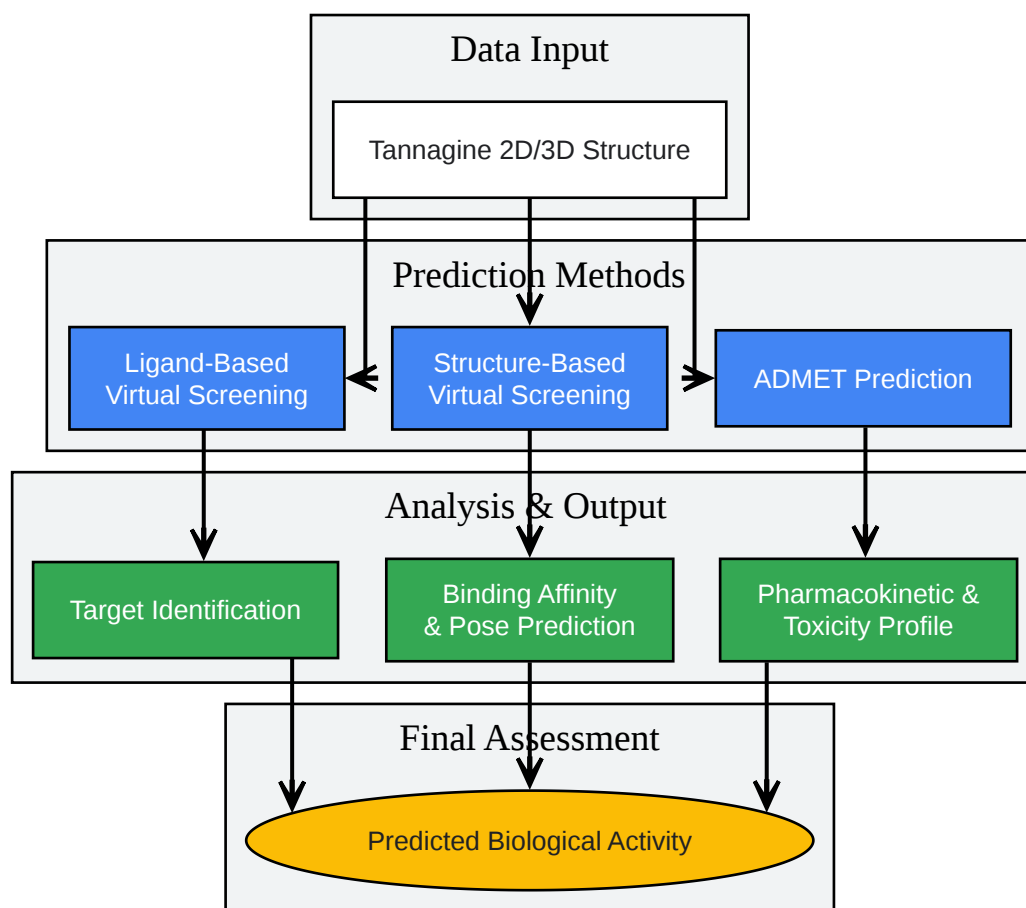 Data Input
Tannagine 2D/3D Structure
Prediction Methods
Ligand-Based
Virtual Screening
Structure-Based
Virtual Screening
ADMET Prediction
Analysis & Output
Target Identification
Binding Affinity
& Pose Prediction
Pharmacokinetic &
Toxicity Profile
Final Assessment
Predicted Biological Activity